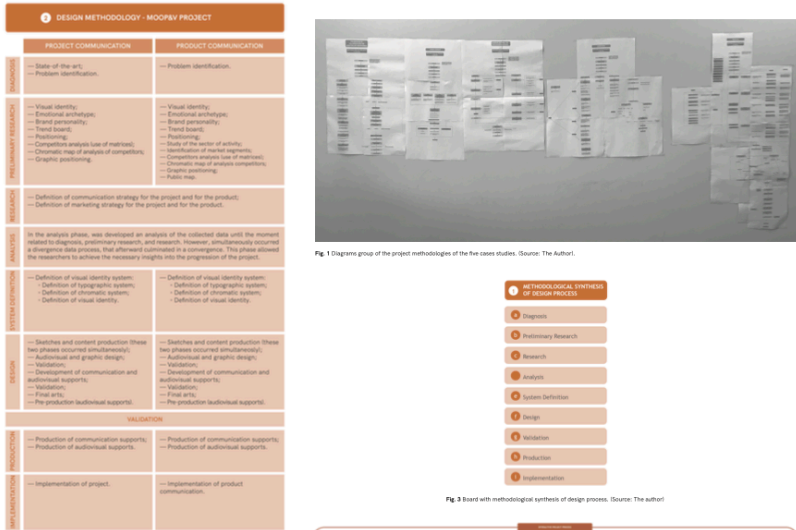 2 DESIGN METHODOLOGY - MOOP&V PROJECT
PROJECT COMMUNICATION
PRODUCT COMMUNICATION
DIAGNOSIS
— State-of-the-art;
— Problem identification.
— Problem identification.
PRELIMINARY RESEARCH
— Visual identity;
— Emotional archetype;
— Brand personality;
— Trend board;
— Positioning;
— Competitors analysis (use of matrices);
— Chromatic map of analysis of competitors;
— Graphic positioning.
— Visual identity;
— Emotional archetype;
— Brand personality;
— Trend board;
— Positioning;
— Study of the sector of activity;
— Identification of market segments;
— Competitors analysis (use of matrices);
— Chromatic map of analysis competitors;
— Graphic positioning;
— Public map.
RESEARCH
— Definition of communication strategy for the project and for the product;
— Definition of marketing strategy for the project and for the product.
ANALYSIS
In the analysis phase, was developed an analysis of the collected data until the moment
related to diagnosis, preliminary research, and research. However, simultaneously occurred
a divergence data process, that afterward culminated in a convergence. This phase allowed
the researchers to achieve the necessary insights into the progression of the project.
SYSTEM DEFINITION
— Definition of visual identity system:
- Definition of typographic system;
- Definition of chromatic system;
- Definition of visual identity.
— Definition of visual identity system:
- Definition of typographic system;
- Definition of chromatic system;
- Definition of visual identity.
DESIGN
— Sketches and content production (these
two phases occurred simultaneously);
— Audiovisual and graphic design;
— Validation;
— Development of communication and
audiovisual supports;
— Validation;
— Final arts;
— Pre-production (audiovisual supports).
— Sketches and content production (these
two phases occurred simultaneously);
— Audiovisual and graphic design;
— Validation;
— Development of communication and
audiovisual supports;
— Validation;
— Final arts;
— Pre-production (audiovisual supports).
VALIDATION
PRODUCTION
— Production of communication supports;
— Production of audiovisual supports.
— Production of communication supports;
— Production of audiovisual supports.
IMPLEMENTATION
— Implementation of project.
— Implementation of product
communication.
Fig. 1 Diagrams group of the project methodologies of the five cases studies. (Source: The Author).
1 METHODOLOGICAL SYNTHESIS
OF DESIGN PROCESS
a Diagnosis
b Preliminary Research
c Research
Analysis
e System Definition
f Design
g Validation
h Production
i Implementation
Fig. 3 Board with methodological synthesis of design process. (Source: The author)